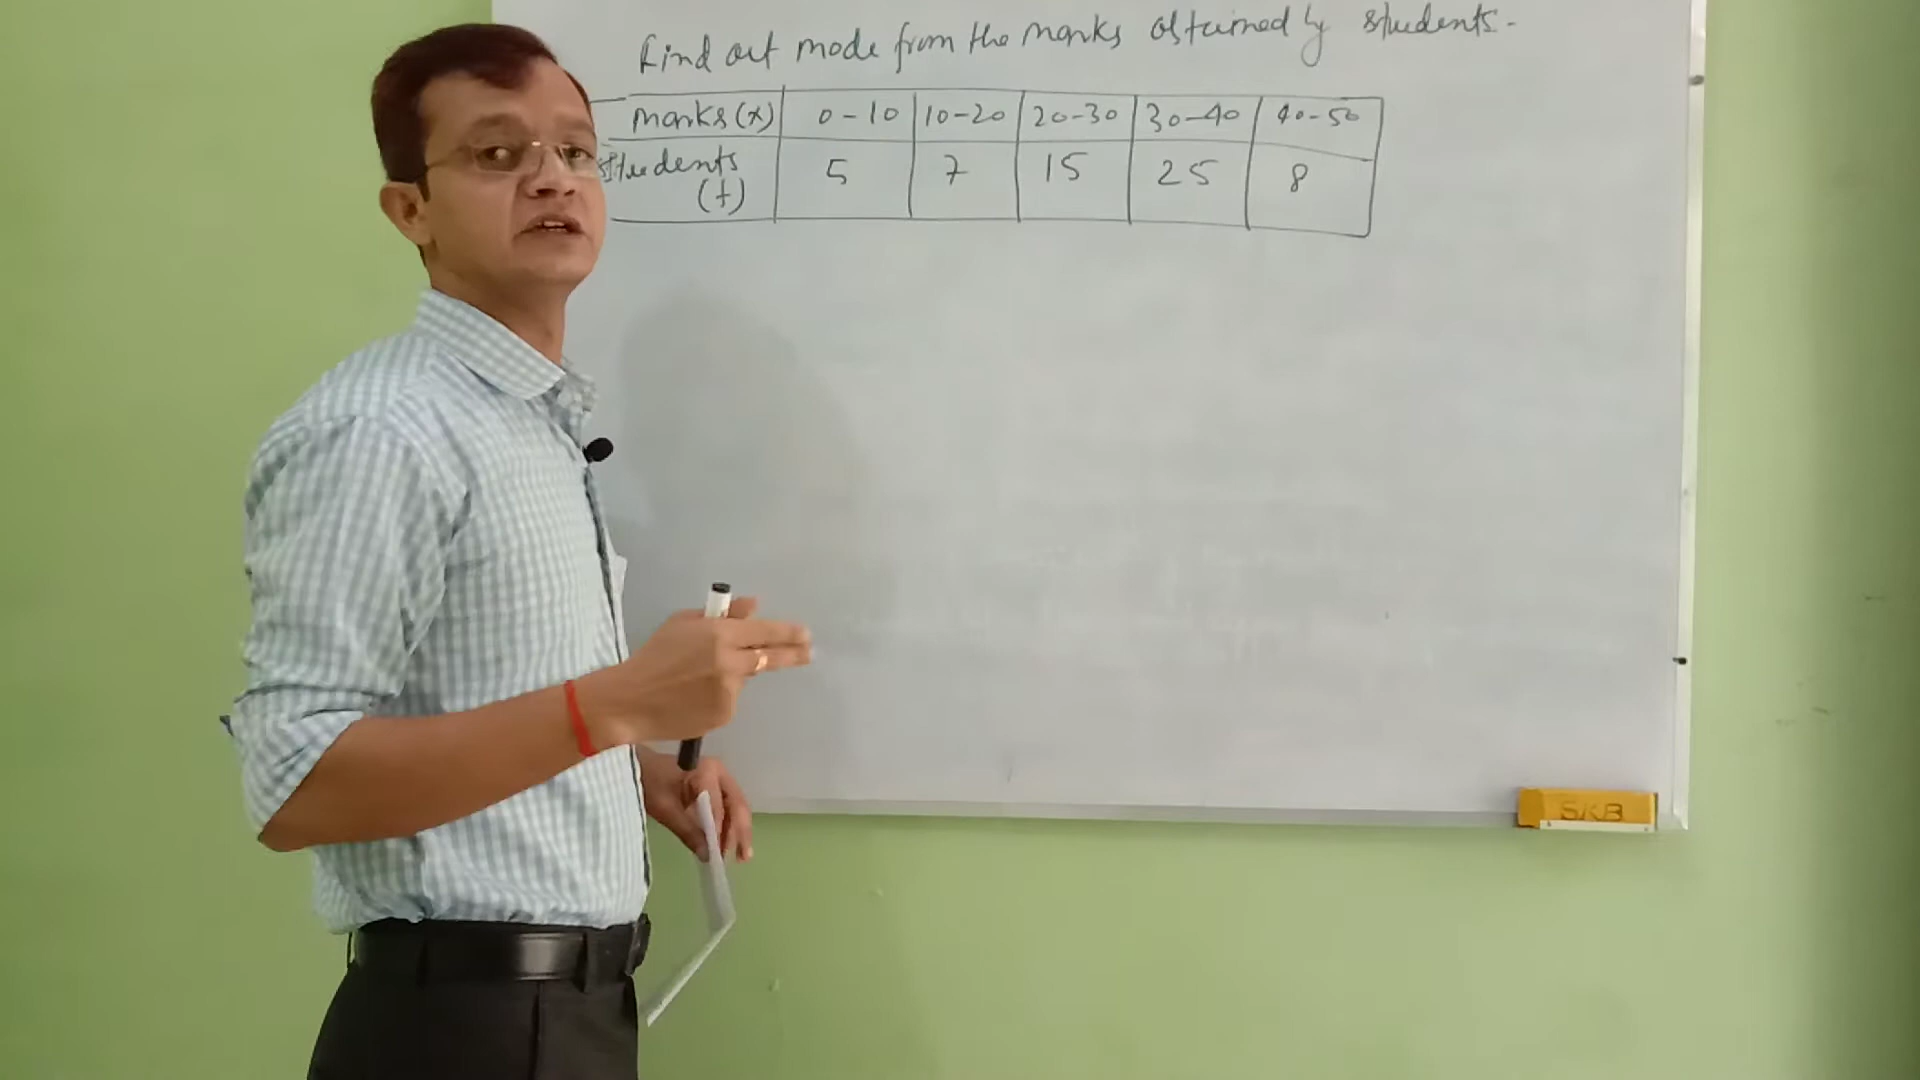 Find out mode from the marks obtained by students.
Marks (x) 0-10 10-20 20-30 30-40 40-50
Students 5 7 15 25 8
(f)
SKB